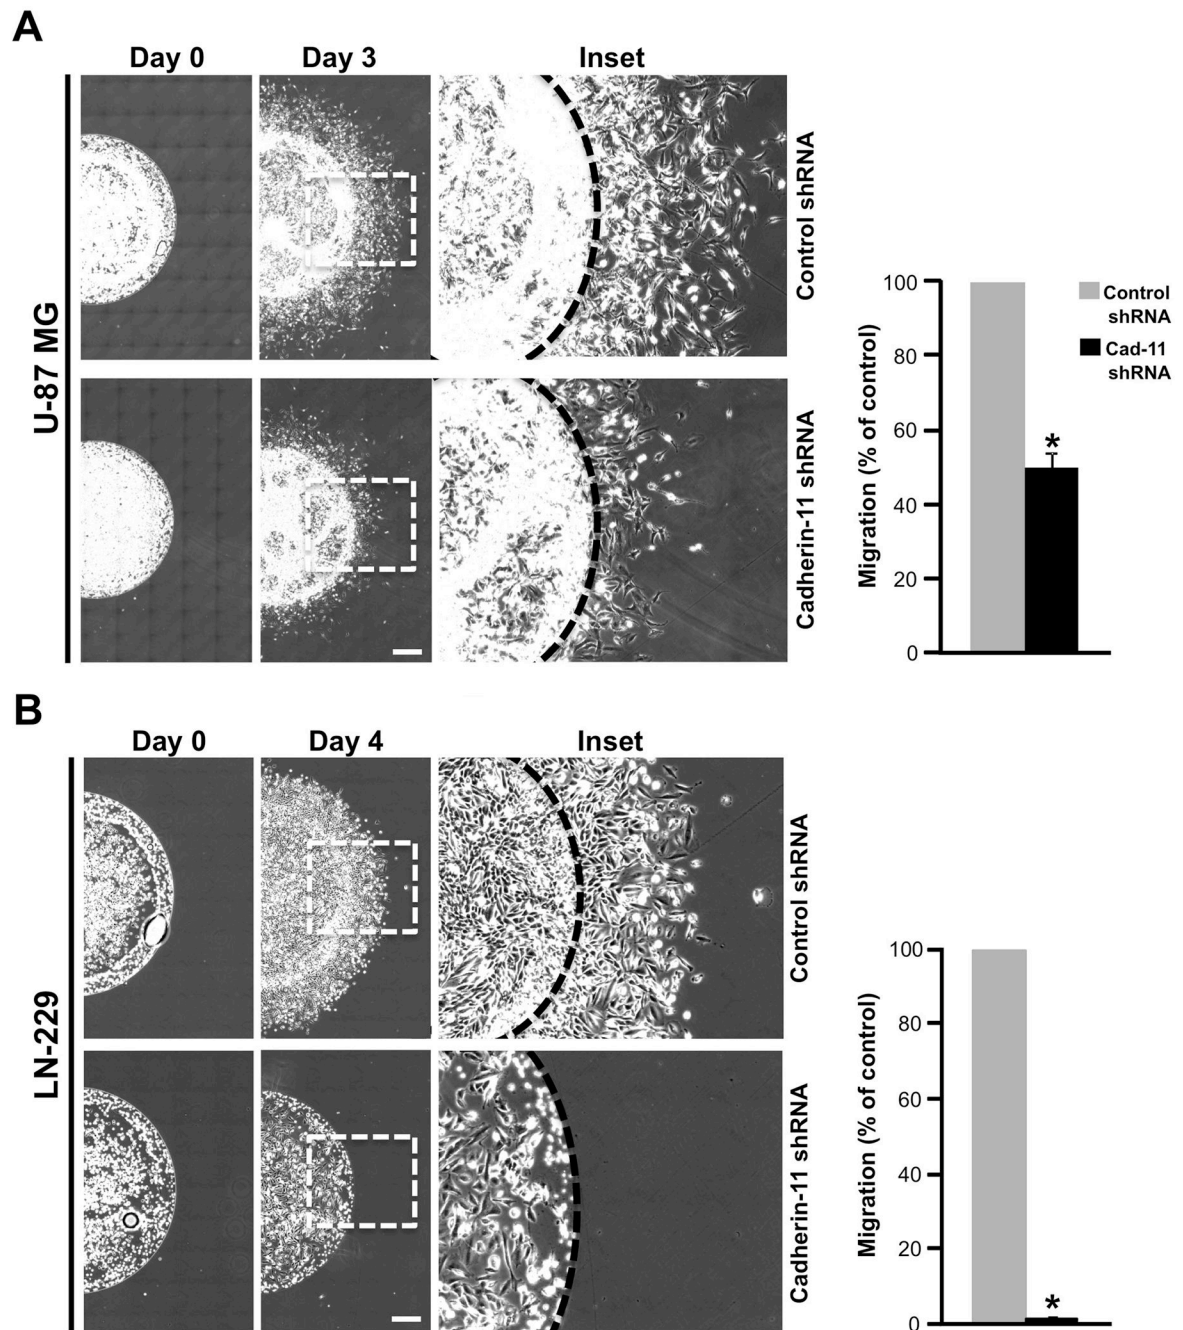 A
Day 0
Day 3
Inset
U-87 MG
Control shRNA
Cadherin-11 shRNA
Migration (% of control)
100
80
60
40
20
0
*
Control
shRNA
Cad-11
shRNA
B
Day 0
Day 4
Inset
LN-229
Control shRNA
Cadherin-11 shRNA
Migration (% of control)
100
80
60
40
20
0
*